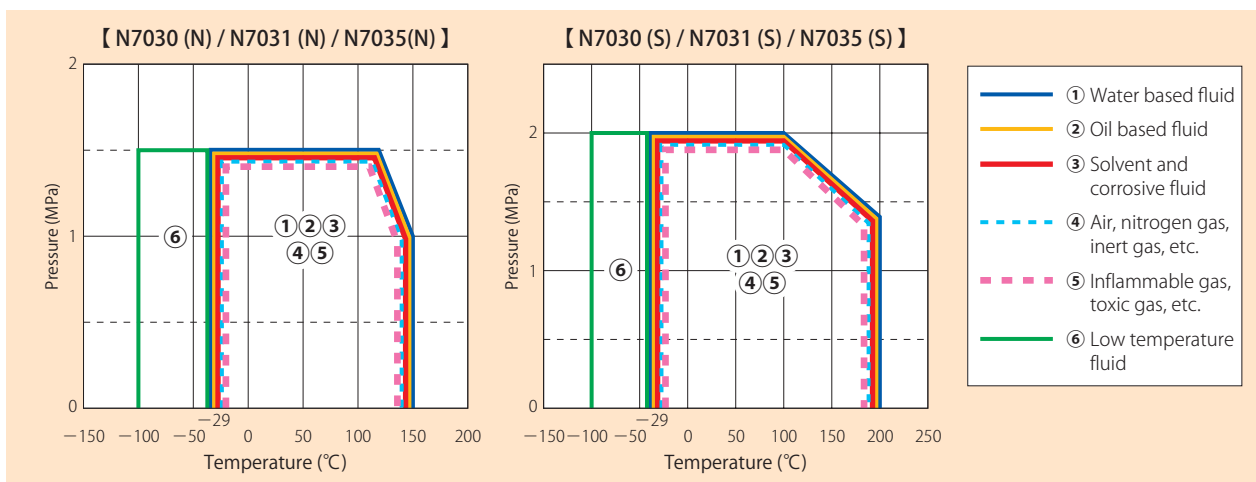 【 N7030 (N) / N7031 (N) / N7035(N) 】
2
1
0
Pressure (MPa)
⑥
①②③
④⑤
−29
−150 −100 −50 0 50 100 150 200
Temperature (℃)
【 N7030 (S) / N7031 (S) / N7035 (S) 】
2
1
0
Pressure (MPa)
⑥
①②③
④⑤
−29
−150 −100 −50 0 50 100 150 200 250
Temperature (℃)
① Water based fluid
② Oil based fluid
③ Solvent and
corrosive fluid
④ Air, nitrogen gas,
inert gas, etc.
⑤ Inflammable gas,
toxic gas, etc.
⑥ Low temperature
fluid